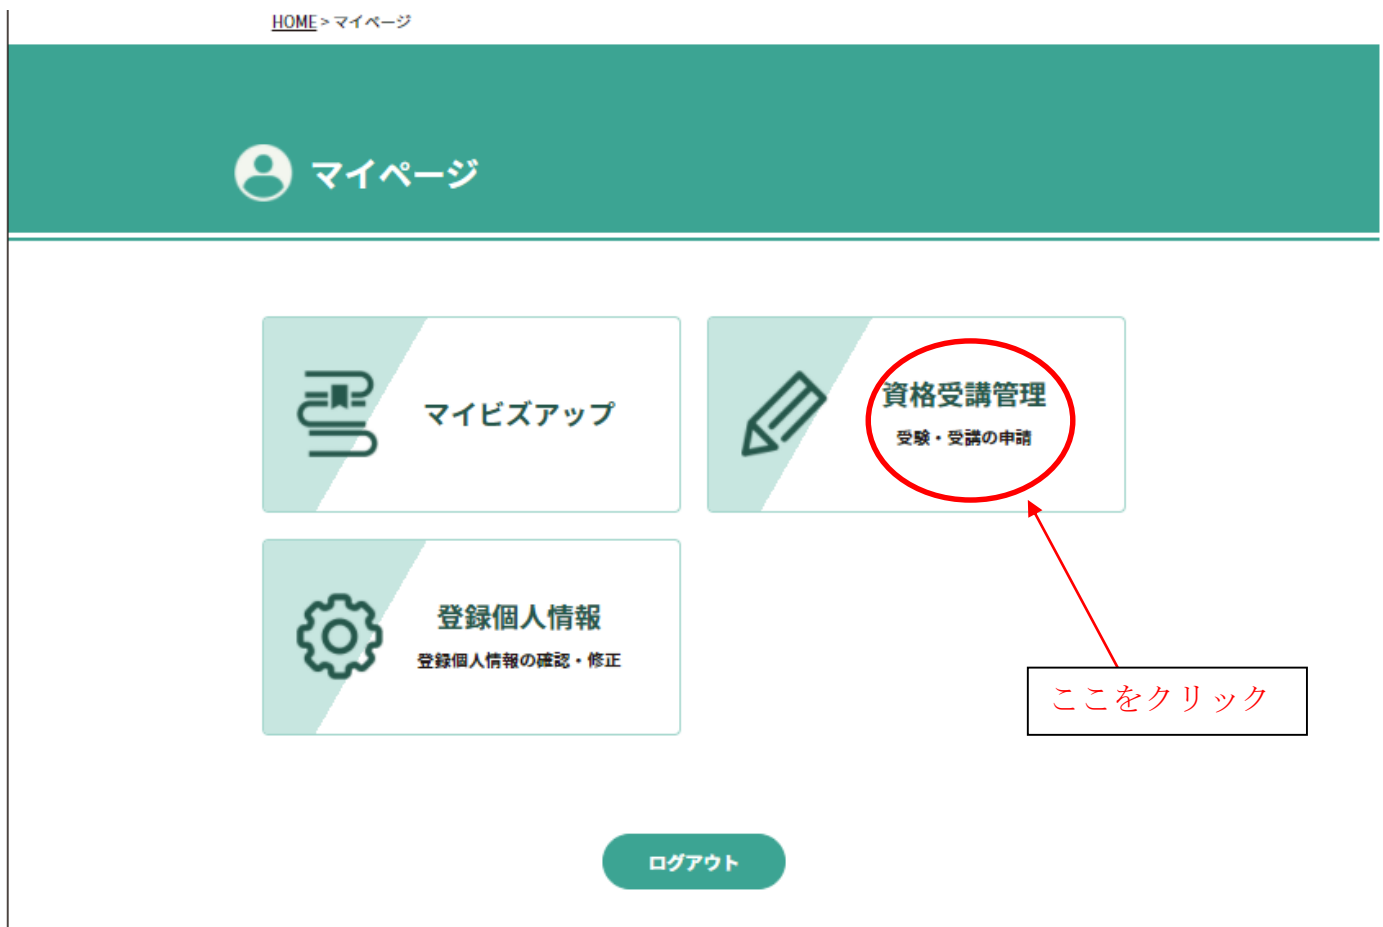 HOME > マイページ
マイページ
マイビズアップ
資格受講管理
受験・受講の申請
登録個人情報
登録個人情報の確認・修正
ここをクリック
ログアウト